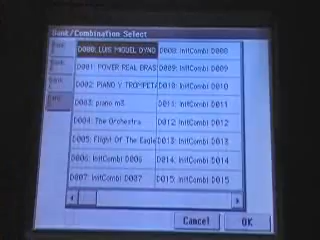 Bank/Combination Select
D000: LUIS MIGUEL DYNO D008: InitCombi D008
D001: POWER REAL BRAS D009: InitCombi D009
D002: PIANO Y TROMPETA D010: InitCombi D010
D003: piano m3 D011: InitCombi D011
D004: The Orchestra D012: InitCombi D012
D005: Flight Of The Eagle D013: InitCombi D013
D006: InitCombi D006 D014: InitCombi D014
D007: InitCombi D007 D015: InitCombi D015
Cancel OK